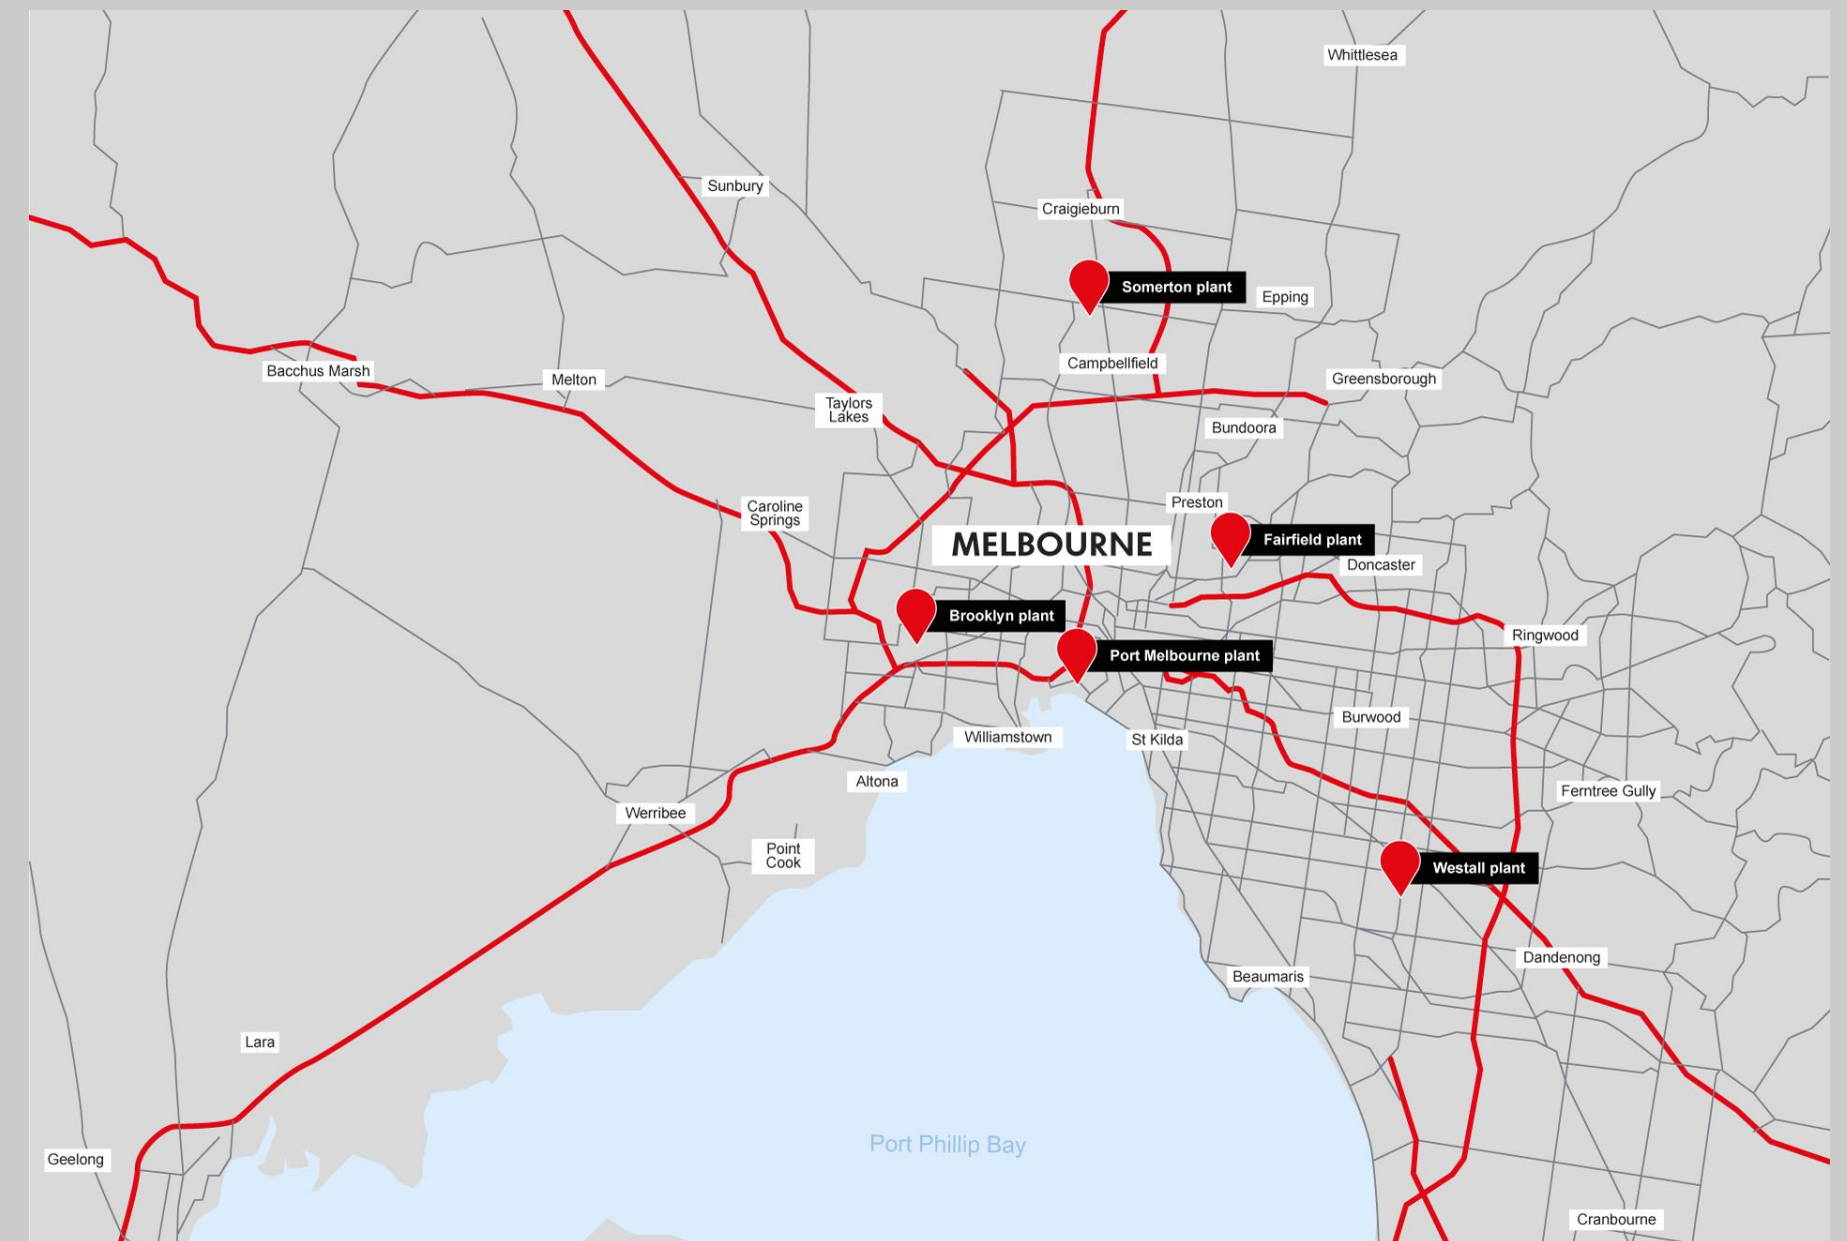 Whittlesea
Sunbury
Craigieburn
Somerton plant
Epping
Campbellfield
Bacchus Marsh
Melton
Greensborough
Taylors
Lakes
Bundoora
Preston
Caroline
Springs
MELBOURNE
Fairfield plant
Doncaster
Brooklyn plant
Ringwood
Port Melbourne plant
Burwood
Williamstown
St Kilda
Altona
Ferntree Gully
Werribee
Point
Cook
Westall plant
Dandenong
Beaumaris
Lara
Port Phillip Bay
Geelong
Cranbourne